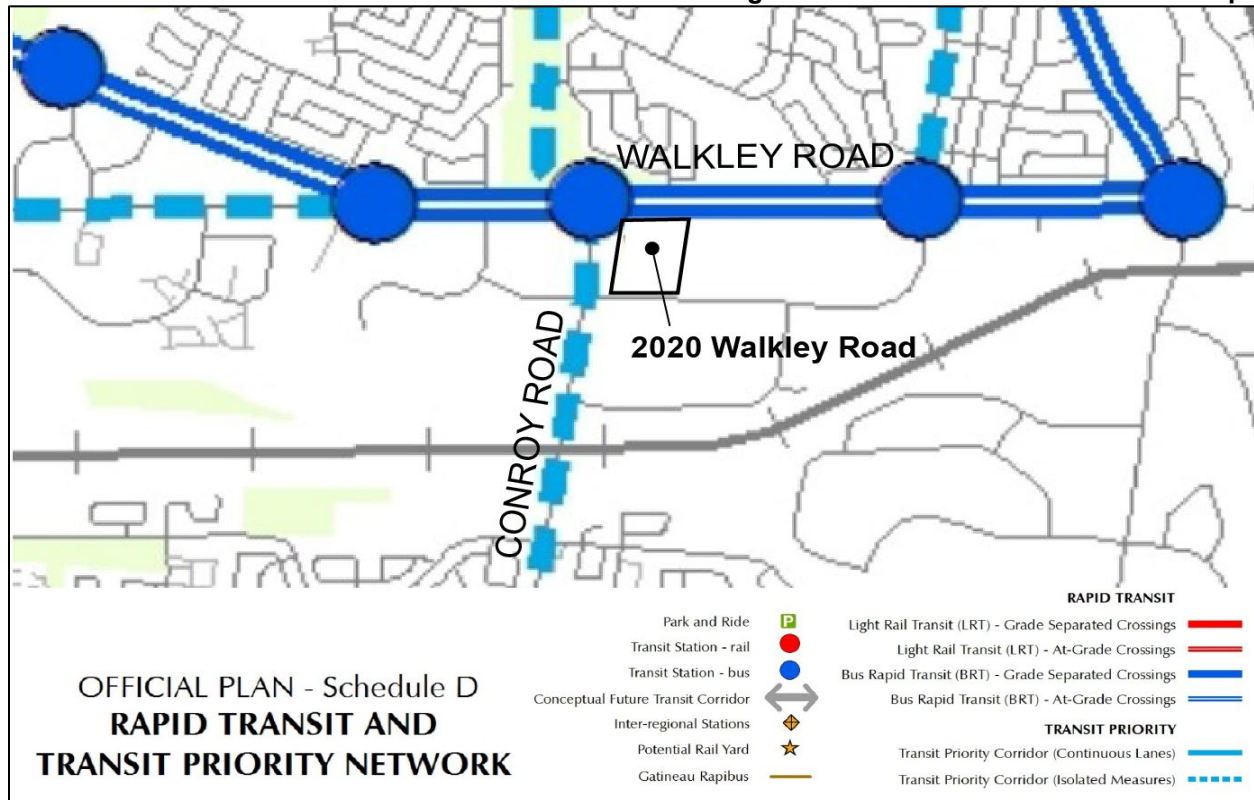 WALKLEY ROAD
2020 Walkley Road
CONROY ROAD
OFFICIAL PLAN - Schedule D
RAPID TRANSIT AND
TRANSIT PRIORITY NETWORK
Park and Ride
P
Transit Station - rail
Transit Station - bus
Conceptual Future Transit Corridor
Inter-regional Stations
Potential Rail Yard
Gatineau Rapibus
RAPID TRANSIT
Light Rail Transit (LRT) - Grade Separated Crossings
Light Rail Transit (LRT) - At-Grade Crossings
Bus Rapid Transit (BRT) - Grade Separated Crossings
Bus Rapid Transit (BRT) - At-Grade Crossings
TRANSIT PRIORITY
Transit Priority Corridor (Continuous Lanes)
Transit Priority Corridor (Isolated Measures)